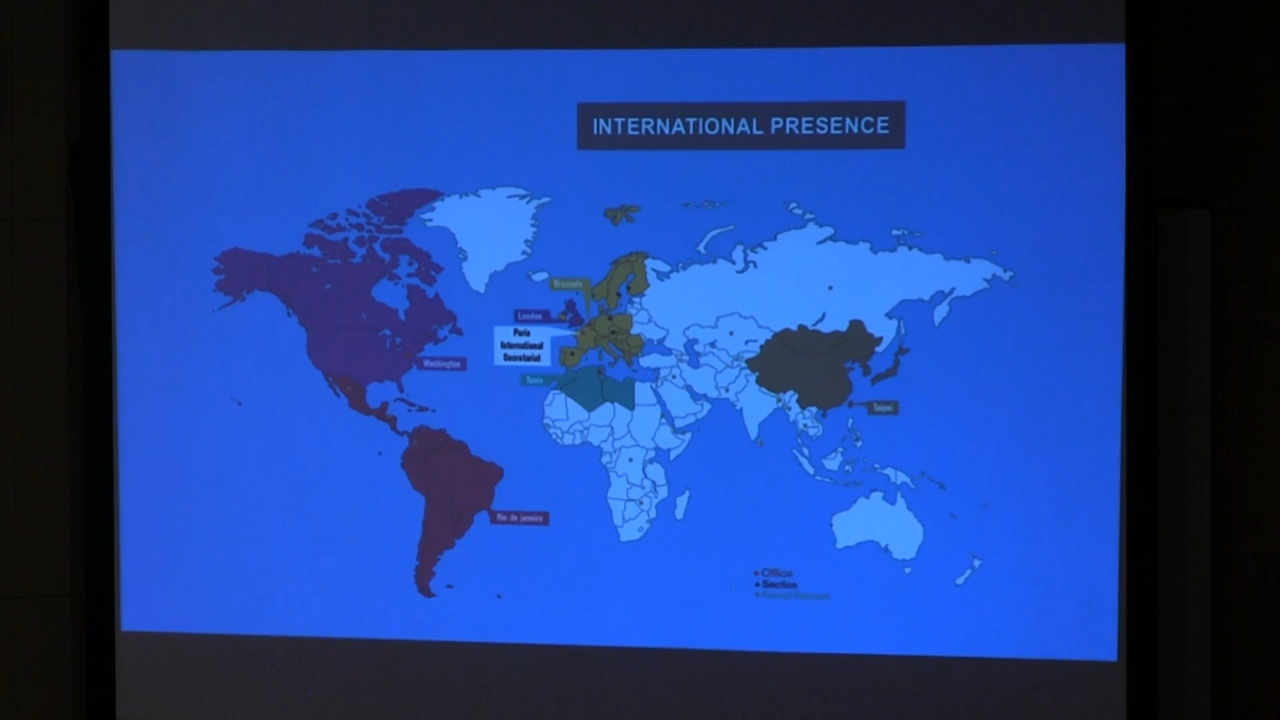 INTERNATIONAL PRESENCE
Brussels
London
Paris
International
Secretariat
Washington
Tunis
Taipei
Rio de janeiro
Office
Section